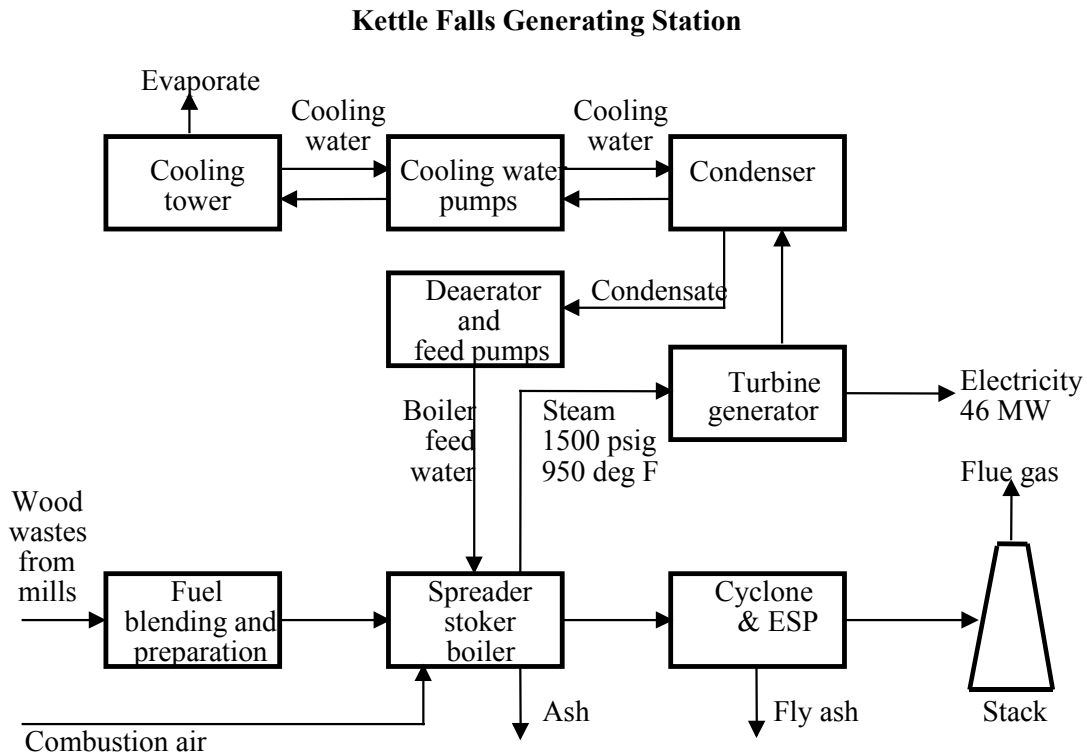 Kettle Falls Generating Station
Evaporate
Cooling
water
Cooling
water
Cooling
tower
Cooling water
pumps
Condenser
Deaerator
and
feed pumps
Condensate
Turbine
generator
Electricity
46 MW
Boiler
feed
water
Steam
1500 psig
950 deg F
Flue gas
Wood
wastes
from
mills
Fuel
blending and
preparation
Spreader
stoker
boiler
Cyclone
& ESP
Ash
Fly ash
Stack
Combustion air